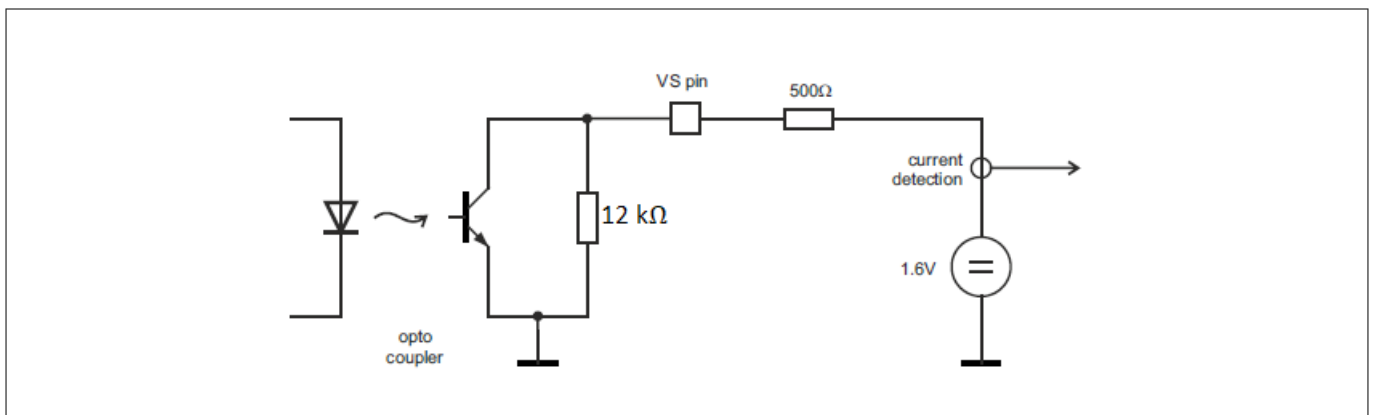 VS pin
500Ω
current
detection
12 kΩ
1.6V
opto
coupler